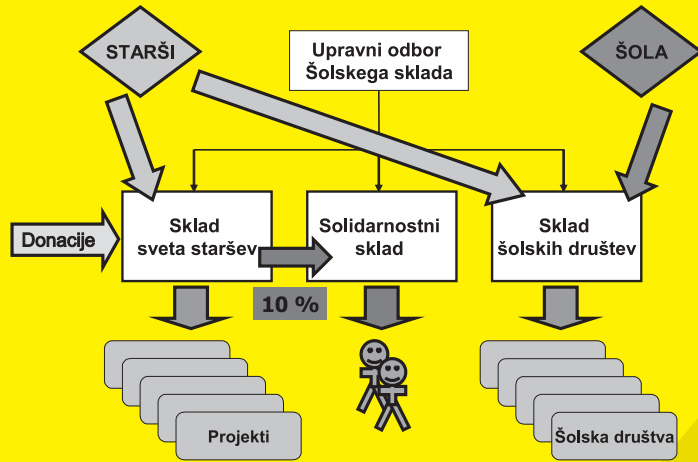 STARŠI
Upravni odbor
Šolskega sklada
ŠOLA
Donacije
Sklad
sveta staršev
Solidarnostni
sklad
Sklad
šolskih društev
10 %
Projekti
Šolska društva